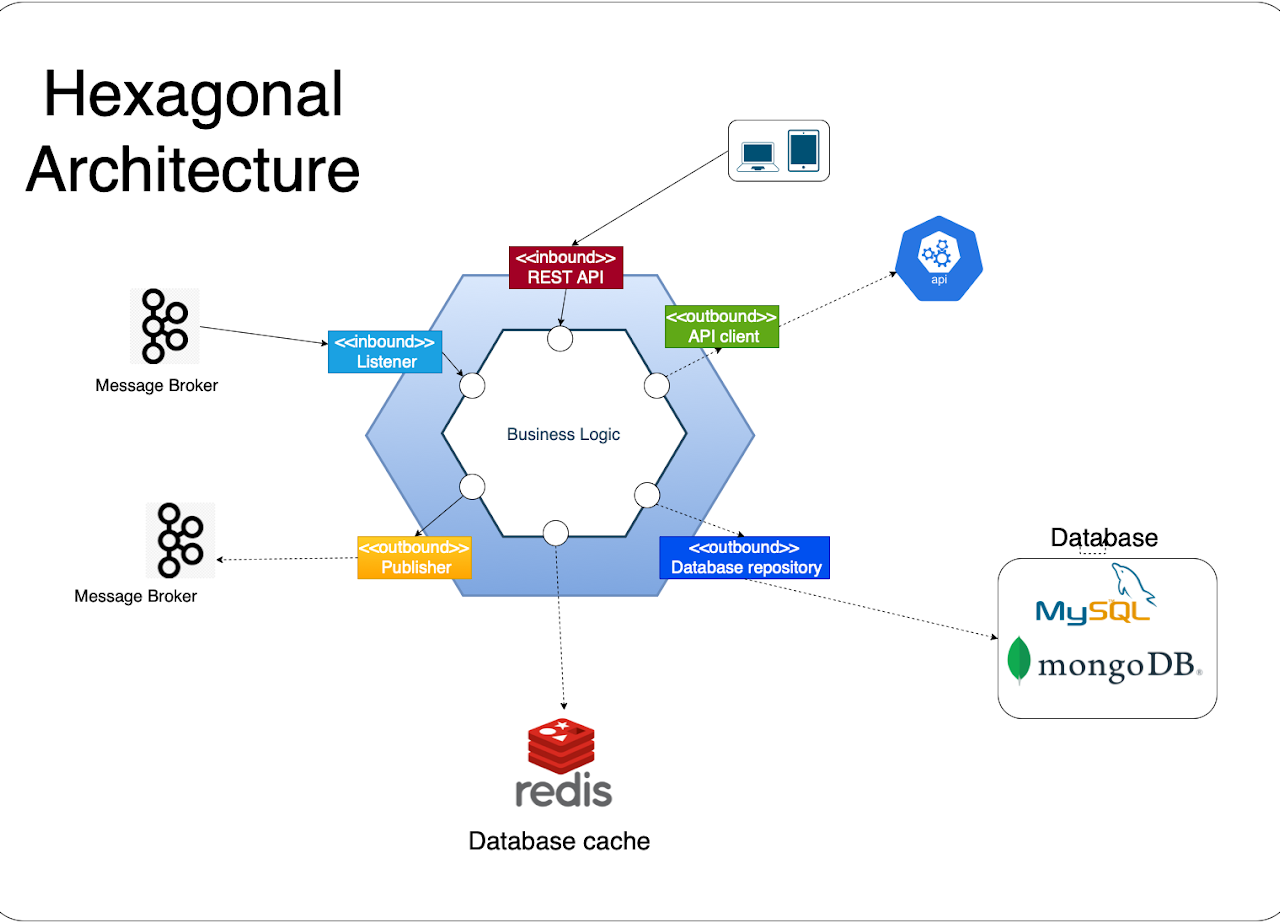 Hexagonal
Architecture
<<inbound>>
REST API
api
<<outbound>>
API client
<<inbound>>
Listener
Message Broker
Business Logic
<<outbound>>
Publisher
Message Broker
<<outbound>>
Database repository
Database
MySQL™
mongoDB®
redis
Database cache